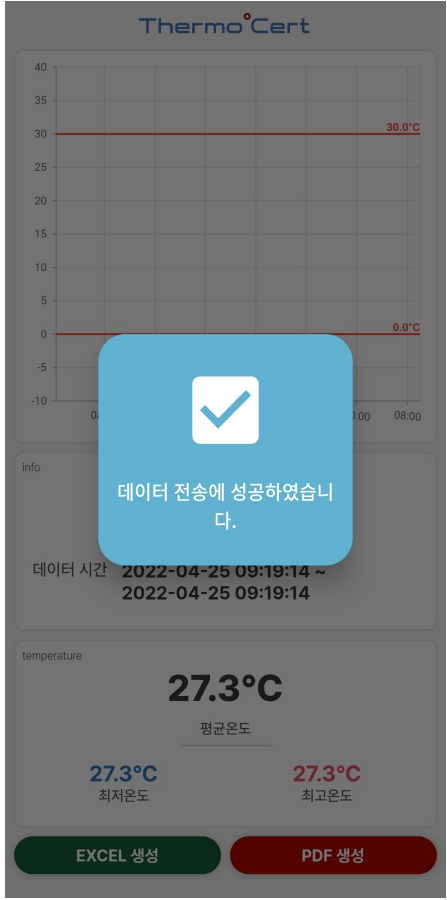 Thermo°Cert
40
35
30
30.0°C
25
20
15
10
5
0
0.0°C
-5
-10
08:00
데이터 전송에 성공하였습니
다.
info
데이터 시간 2022-04-25 09:19:14 ~
2022-04-25 09:19:14
temperature
27.3°C
평균온도
27.3°C 27.3°C
최저온도 최고온도
EXCEL 생성 PDF 생성